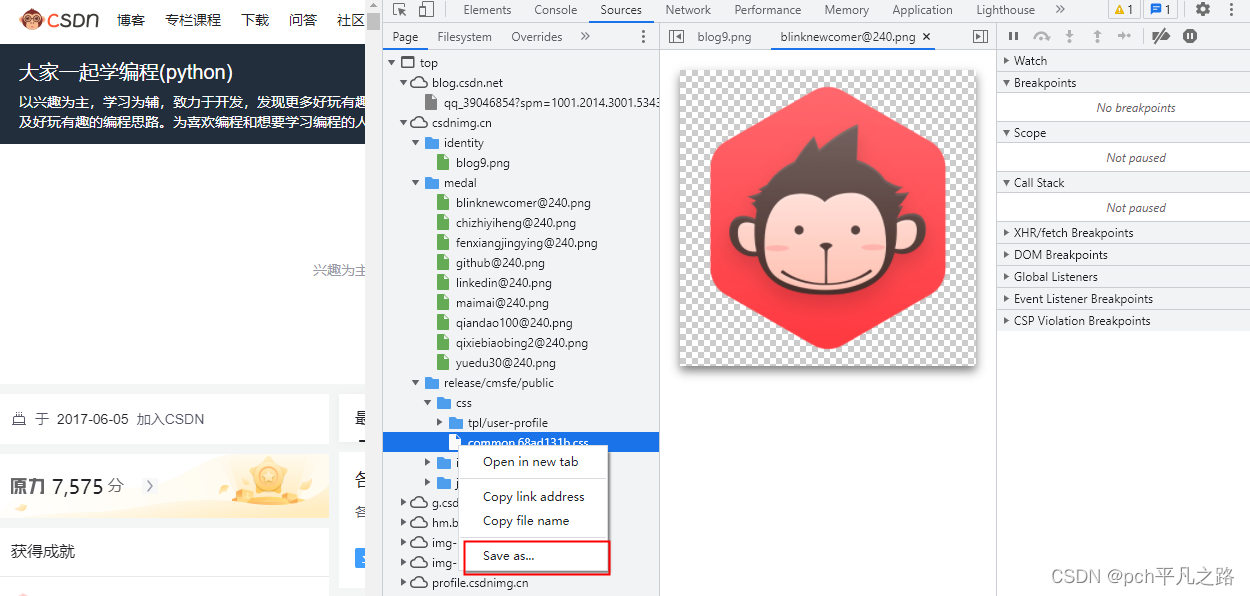 CSDN 博客 专栏课程 下载 问答 社区
大家一起学编程(python)
以兴趣为主，学习为辅，致力于开发，发现更多好玩有趣
及好玩有趣的编程思路。为喜欢编程和想要学习编程的人
兴趣为主
于 2017-06-05 加入CSDN
原力 7,575 分
获得成就
最
各
各
Elements Console Sources Network Performance Memory Application Lighthouse » 1 1
Page Filesystem Overrides »
top
blog.csdn.net
qq_39046854?spm=1001.2014.3001.5343
csdnimg.cn
identity
blog9.png
medal
blinknewcomer@240.png
chizhiyiheng@240.png
fenxiangjingying@240.png
github@240.png
linkedin@240.png
maimai@240.png
qiandao100@240.png
qixiebiaobing2@240.png
yuedu30@240.png
release/cmsfe/public
css
tpl/user-profile
common.68ad131b.css
g.csd
hm.b
img-
img-
profile.csdnimg.cn
Open in new tab
Copy link address
Copy file name
Save as...
blog9.png blinknewcomer@240.png ×
Watch
Breakpoints
No breakpoints
Scope
Not paused
Call Stack
Not paused
XHR/fetch Breakpoints
DOM Breakpoints
Global Listeners
Event Listener Breakpoints
CSP Violation Breakpoints
CSDN @pch平凡之路